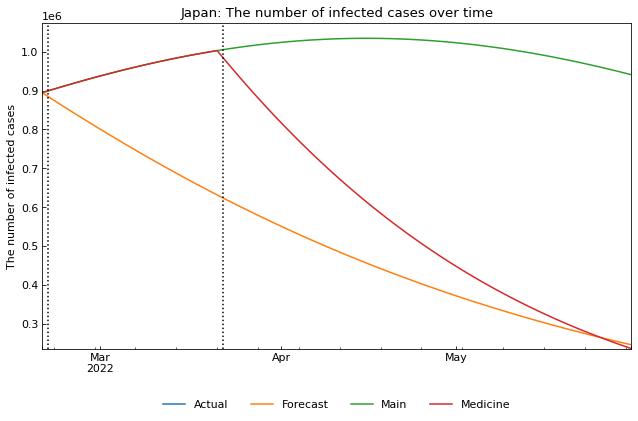 Japan: The number of infected cases over time
1e6
The number of infected cases
1.0
0.9
0.8
0.7
0.6
0.5
0.4
0.3
Mar
2022
Apr
May
Actual
Forecast
Main
Medicine